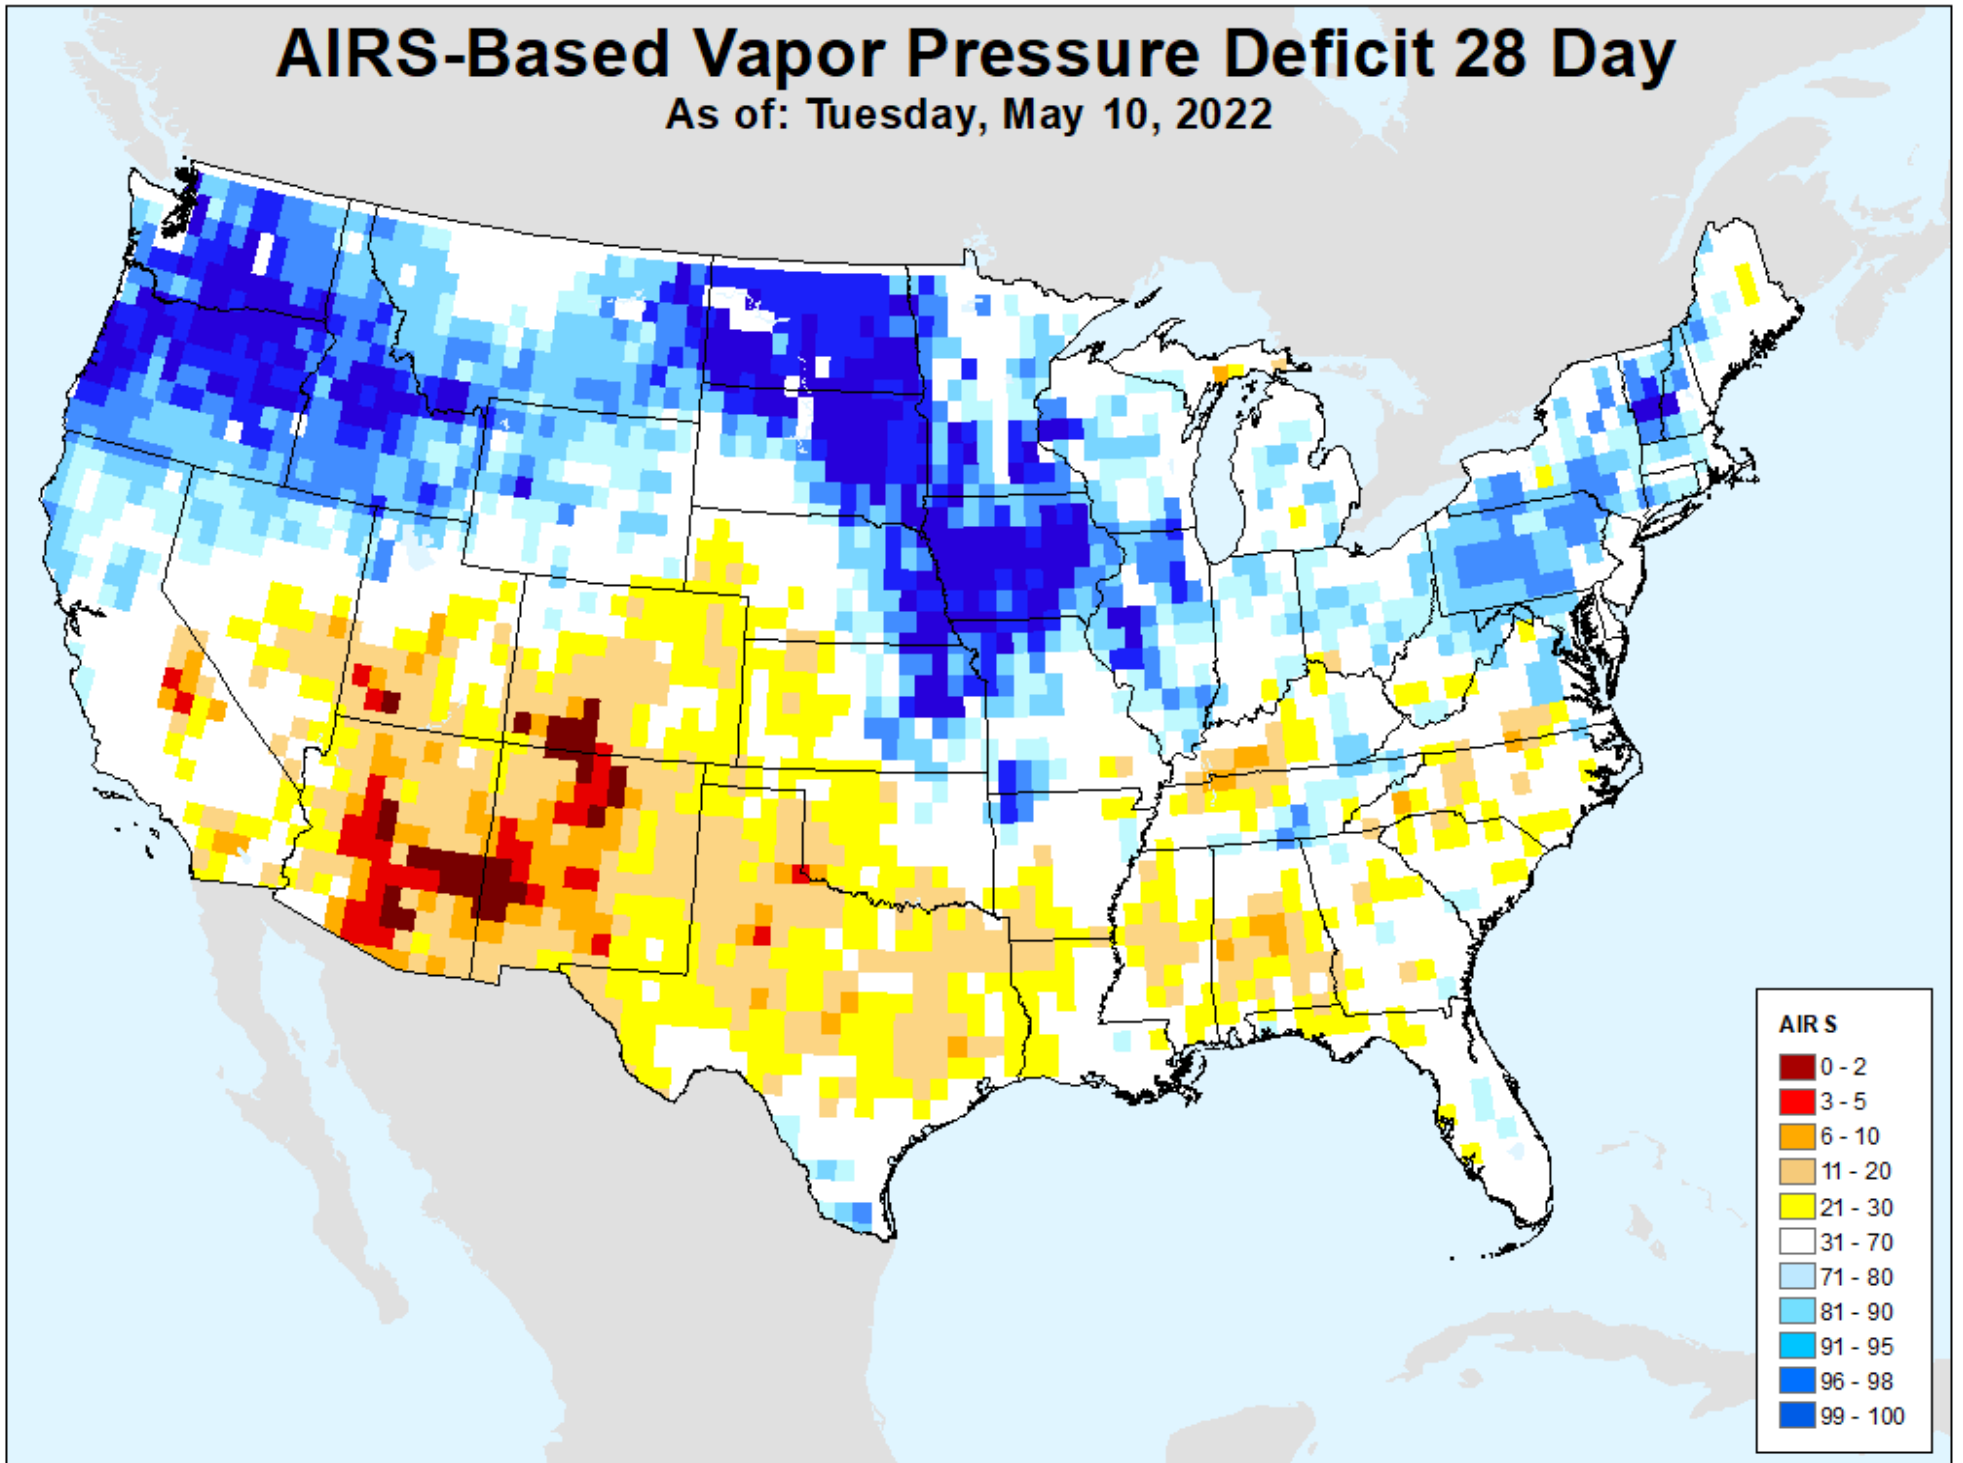 AIRS-Based Vapor Pressure Deficit 28 Day
As of: Tuesday, May 10, 2022
AIRS
0 - 2
3 - 5
6 - 10
11 - 20
21 - 30
31 - 70
71 - 80
81 - 90
91 - 95
96 - 98
99 - 100